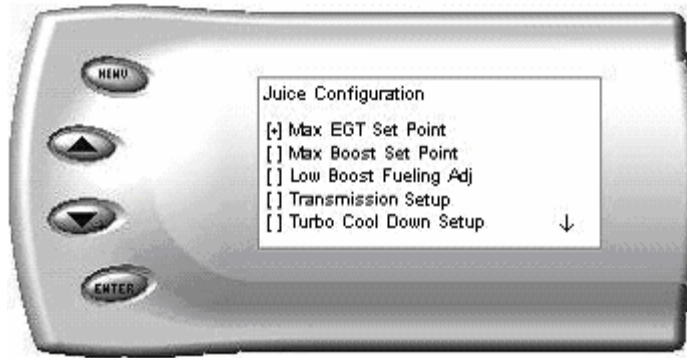 MENU
Juice Configuration
[+] Max EGT Set Point
[ ] Max Boost Set Point
[ ] Low Boost Fueling Adj
[ ] Transmission Setup
[ ] Turbo Cool Down Setup ↓
ENTER